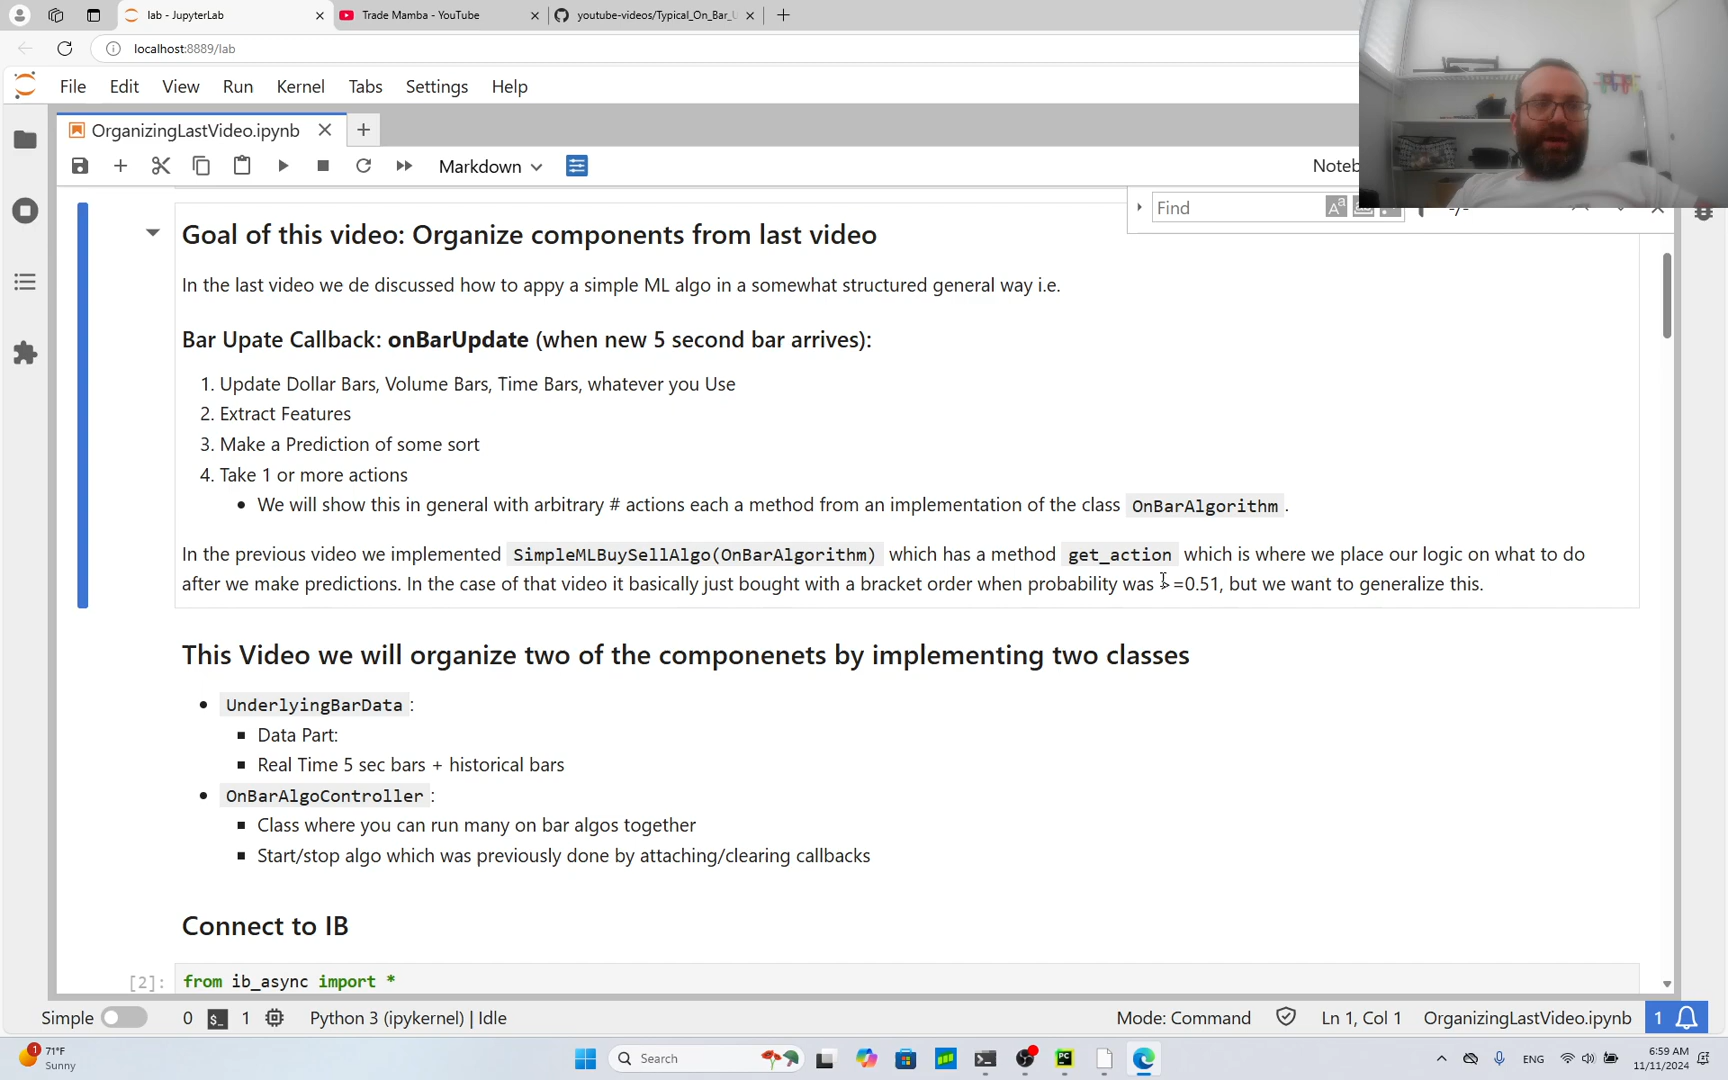 lab - JupyterLab
Trade Mamba - YouTube
youtube-videos/Typical_On_Bar_U
localhost:8889/lab
File Edit View Run Kernel Tabs Settings Help
OrganizingLastVideo.ipynb
Markdown
Noteb
Find
Goal of this video: Organize components from last video
In the last video we de discussed how to appy a simple ML algo in a somewhat structured general way i.e.
Bar Upate Callback: onBarUpdate (when new 5 second bar arrives):
1. Update Dollar Bars, Volume Bars, Time Bars, whatever you Use
2. Extract Features
3. Make a Prediction of some sort
4. Take 1 or more actions
We will show this in general with arbitrary # actions each a method from an implementation of the class OnBarAlgorithm.
In the previous video we implemented SimpleMLBuySellAlgo(OnBarAlgorithm) which has a method get_action which is where we place our logic on what to do
after we make predictions. In the case of that video it basically just bought with a bracket order when probability was >=0.51, but we want to generalize this.
This Video we will organize two of the componenets by implementing two classes
UnderlyingBarData:
Data Part:
Real Time 5 sec bars + historical bars
OnBarAlgoController:
Class where you can run many on bar algos together
Start/stop algo which was previously done by attaching/clearing callbacks
Connect to IB
[2]: from ib_async import *
Simple 0 1 Python 3 (ipykernel) | Idle Mode: Command Ln 1, Col 1 OrganizingLastVideo.ipynb 1
71°F
Sunny
Search
ENG
6:59 AM
11/11/2024